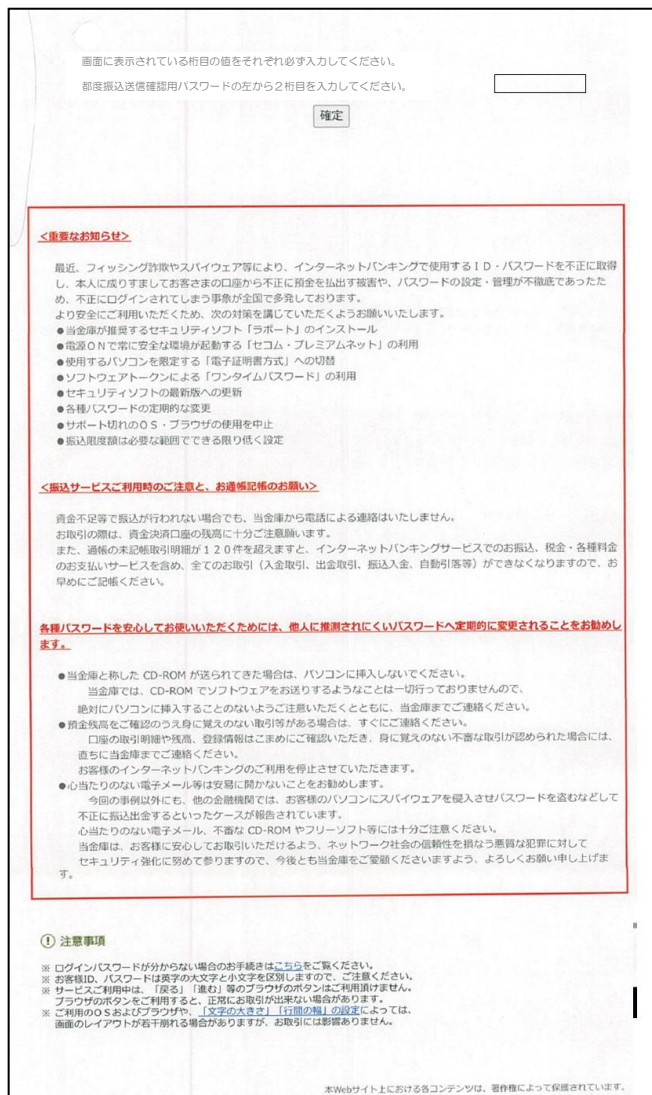 画面に表示されている桁目の値をそれぞれ必ず入力してください。
都度振込送信確認用パスワードの左から２桁目を入力してください。
確定
＜重要なお知らせ＞
最近、フィッシング詐欺やスパイウェア等により、インターネットバンキングで使用するＩＤ・パスワードを不正に取得
し、本人に成りすましてお客さまの口座から不正に預金を払出す被害や、パスワードの設定・管理が不徹底であったた
め、不正にログインされてしまう事象が全国で多発しております。
より安全にご利用いただくため、次の対策を講じていただくようお願いいたします。
●当金庫が推奨するセキュリティソフト「ラポート」のインストール
●電源ＯＮで常に安全な環境が起動する「セコム・プレミアムネット」の利用
●使用するパソコンを限定する「電子証明書方式」への切替
●ソフトウェアトークンによる「ワンタイムパスワード」の利用
●セキュリティソフトの最新版への更新
●各種パスワードの定期的な変更
●サポート切れのＯＳ・ブラウザの使用を中止
●振込限度額は必要な範囲でできる限り低く設定
＜振込サービスご利用時のご注意と、お通帳記帳のお願い＞
資金不足等で振込が行われない場合でも、当金庫から電話による連絡はいたしません。
お取引の際は、資金決済口座の残高に十分ご注意願います。
また、通帳の未記帳取引明細が１２０件を超えますと、インターネットバンキングサービスでのお振込、税金・各種料金
のお支払いサービスを含め、全てのお取引（入金取引、出金取引、振込入金、自動引落等）ができなくなりますので、お
早めにご記帳ください。
各種パスワードを安心してお使いいただくためには、他人に推測されにくいパスワードへ定期的に変更されることをお勧めし
ます。
●当金庫と称した CD-ROM が送られてきた場合は、パソコンに挿入しないでください。
当金庫では、CD-ROM でソフトウェアをお送りするようなことは一切行っておりませんので、
絶対にパソコンに挿入することのないようご注意いただくとともに、当金庫までご連絡ください。
●預金残高をご確認のうえ身に覚えのない取引等がある場合は、すぐにご連絡ください。
口座の取引明細や残高、登録情報はこまめにご確認いただき、身に覚えのない不審な取引が認められた場合には、
直ちに当金庫までご連絡ください。
お客様のインターネットバンキングのご利用を停止させていただきます。
●心当たりのない電子メール等は安易に開かないことをお勧めします。
今回の事例以外にも、他の金融機関では、お客様のパソコンにスパイウェアを侵入させパスワードを盗むなどして
不正に振込出金するといったケースが報告されています。
心当たりのない電子メール、不審な CD-ROM やフリーソフト等には十分ご注意ください。
当金庫は、お客様に安心してお取引いただけるよう、ネットワーク社会の信頼性を損なう悪質な犯罪に対して
セキュリティ強化に努めて参りますので、今後とも当金庫をご愛顧くださいますよう、よろしくお願い申し上げま
す。
注意事項
※ ログインパスワードが分からない場合のお手続きはこちらをご覧ください。
※ お客様ID、パスワードは英字の大文字と小文字を区別しますので、ご注意ください。
※ サービスご利用中は、「戻る」「進む」等のブラウザのボタンはご利用頂けません。
ブラウザのボタンをご利用すると、正常にお取引が出来ない場合があります。
※ ご利用のＯＳおよびブラウザや、「文字の大きさ」「行間の幅」の設定によっては、
画面のレイアウトが若干崩れる場合がありますが、お取引には影響ありません。
本Webサイト上における各コンテンツは、著作権によって保護されています。